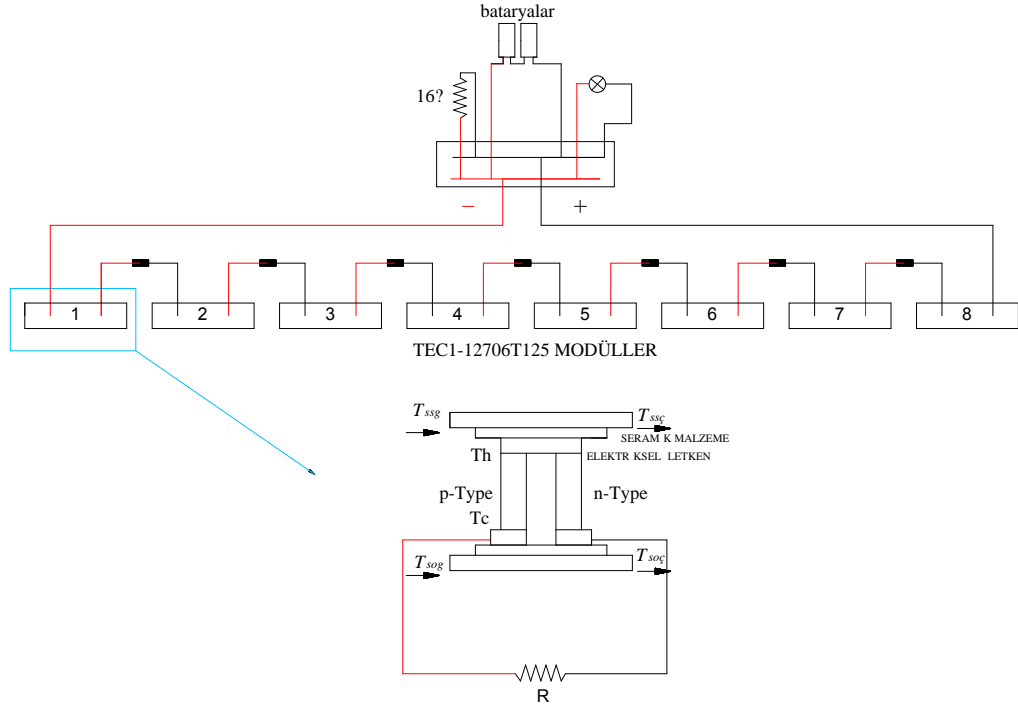 bataryalar
16?
− +
1 2 3 4 5 6 7 8
TEC1-12706T125 MODÜLLER
Tssg Tssç
SERAM K MALZEME
Th ELEKTR KSEL LETKEN
p-Type n-Type
Tc
Tsog Tsoç
R